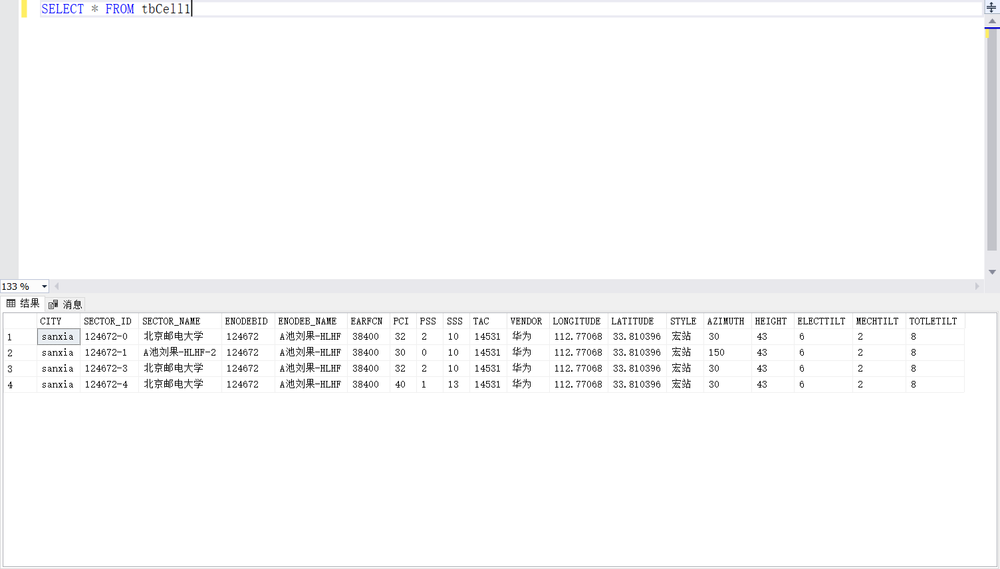 SELECT * FROM tbCell1
133 %
结果 消息
CITY SECTOR_ID SECTOR_NAME ENODEBID ENODEB_NAME EARFCN PCI PSS SSS TAC VENDOR LONGITUDE LATITUDE STYLE AZIMUTH HEIGHT ELECTTILT MECHTILT TOTLETILT
1 sanxia 124672-0 北京邮电大学 124672 A池刘果-HLHF 38400 32 2 10 14531 华为 112.77068 33.810396 宏站 30 43 6 2 8
2 sanxia 124672-1 A池刘果-HLHF-2 124672 A池刘果-HLHF 38400 30 0 10 14531 华为 112.77068 33.810396 宏站 150 43 6 2 8
3 sanxia 124672-3 北京邮电大学 124672 A池刘果-HLHF 38400 32 2 10 14531 华为 112.77068 33.810396 宏站 30 43 6 2 8
4 sanxia 124672-4 北京邮电大学 124672 A池刘果-HLHF 38400 40 1 13 14531 华为 112.77068 33.810396 宏站 30 43 6 2 8